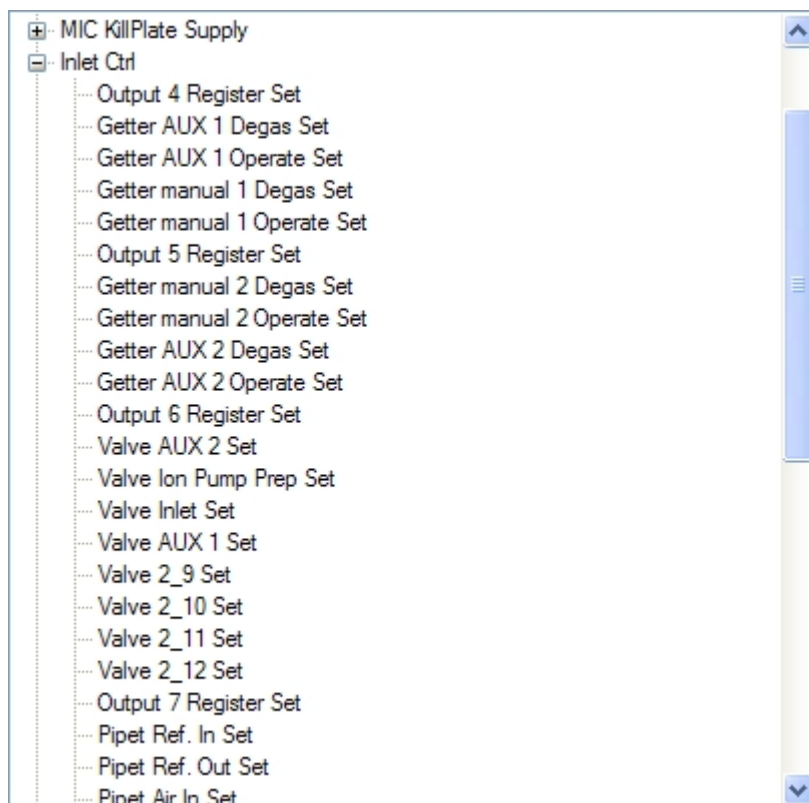 MIC KillPlate Supply
Inlet Ctrl
Output 4 Register Set
Getter AUX 1 Degas Set
Getter AUX 1 Operate Set
Getter manual 1 Degas Set
Getter manual 1 Operate Set
Output 5 Register Set
Getter manual 2 Degas Set
Getter manual 2 Operate Set
Getter AUX 2 Degas Set
Getter AUX 2 Operate Set
Output 6 Register Set
Valve AUX 2 Set
Valve Ion Pump Prep Set
Valve Inlet Set
Valve AUX 1 Set
Valve 2_9 Set
Valve 2_10 Set
Valve 2_11 Set
Valve 2_12 Set
Output 7 Register Set
Pipet Ref. In Set
Pipet Ref. Out Set
Pipet Air In Set